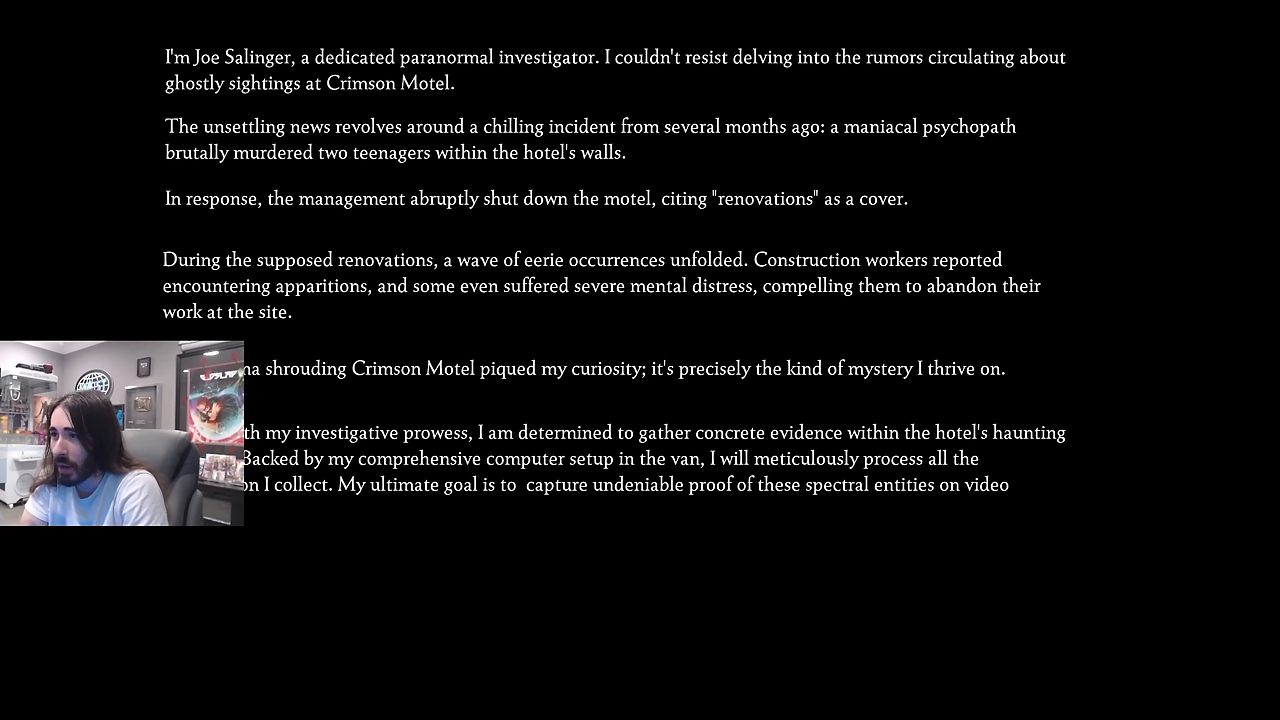 I'm Joe Salinger, a dedicated paranormal investigator. I couldn't resist delving into the rumors circulating about
ghostly sightings at Crimson Motel.
The unsettling news revolves around a chilling incident from several months ago: a maniacal psychopath
brutally murdered two teenagers within the hotel's walls.
In response, the management abruptly shut down the motel, citing "renovations" as a cover.
During the supposed renovations, a wave of eerie occurrences unfolded. Construction workers reported
encountering apparitions, and some even suffered severe mental distress, compelling them to abandon their
work at the site.
shrouding Crimson Motel piqued my curiosity; it's precisely the kind of mystery I thrive on.
my investigative prowess, I am determined to gather concrete evidence within the hotel's haunting
Backed by my comprehensive computer setup in the van, I will meticulously process all the
I collect. My ultimate goal is to capture undeniable proof of these spectral entities on video